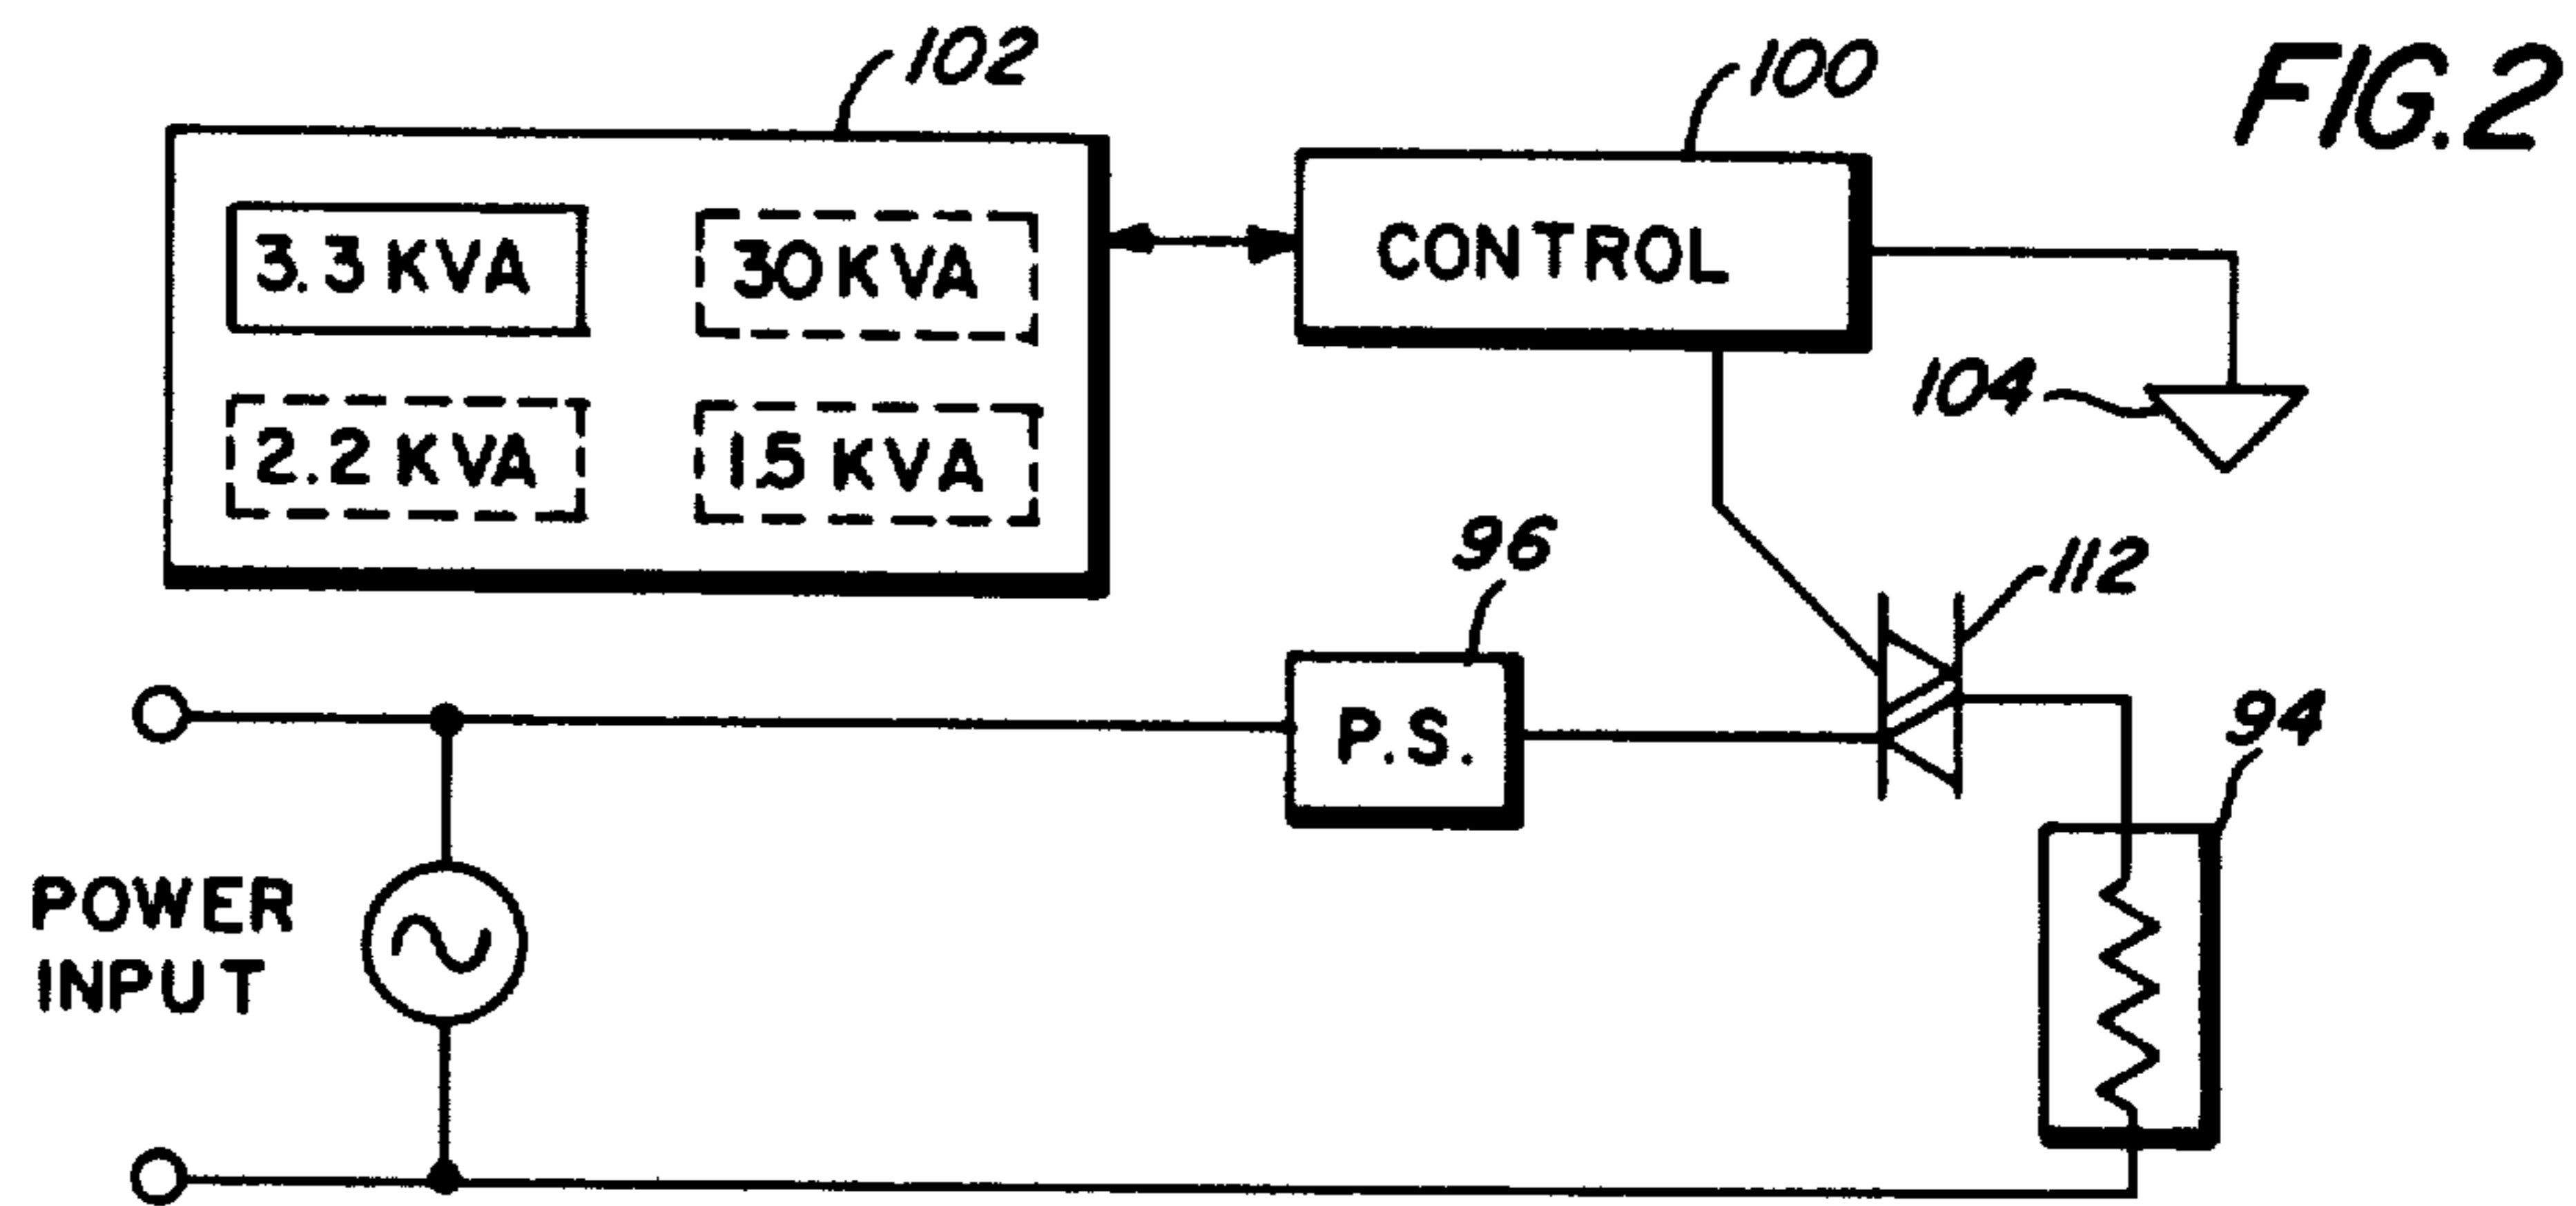 102
100
FIG.2
3.3 KVA
30 KVA
CONTROL
104
2.2 KVA
1.5 KVA
96
112
P.S.
94
POWER
INPUT